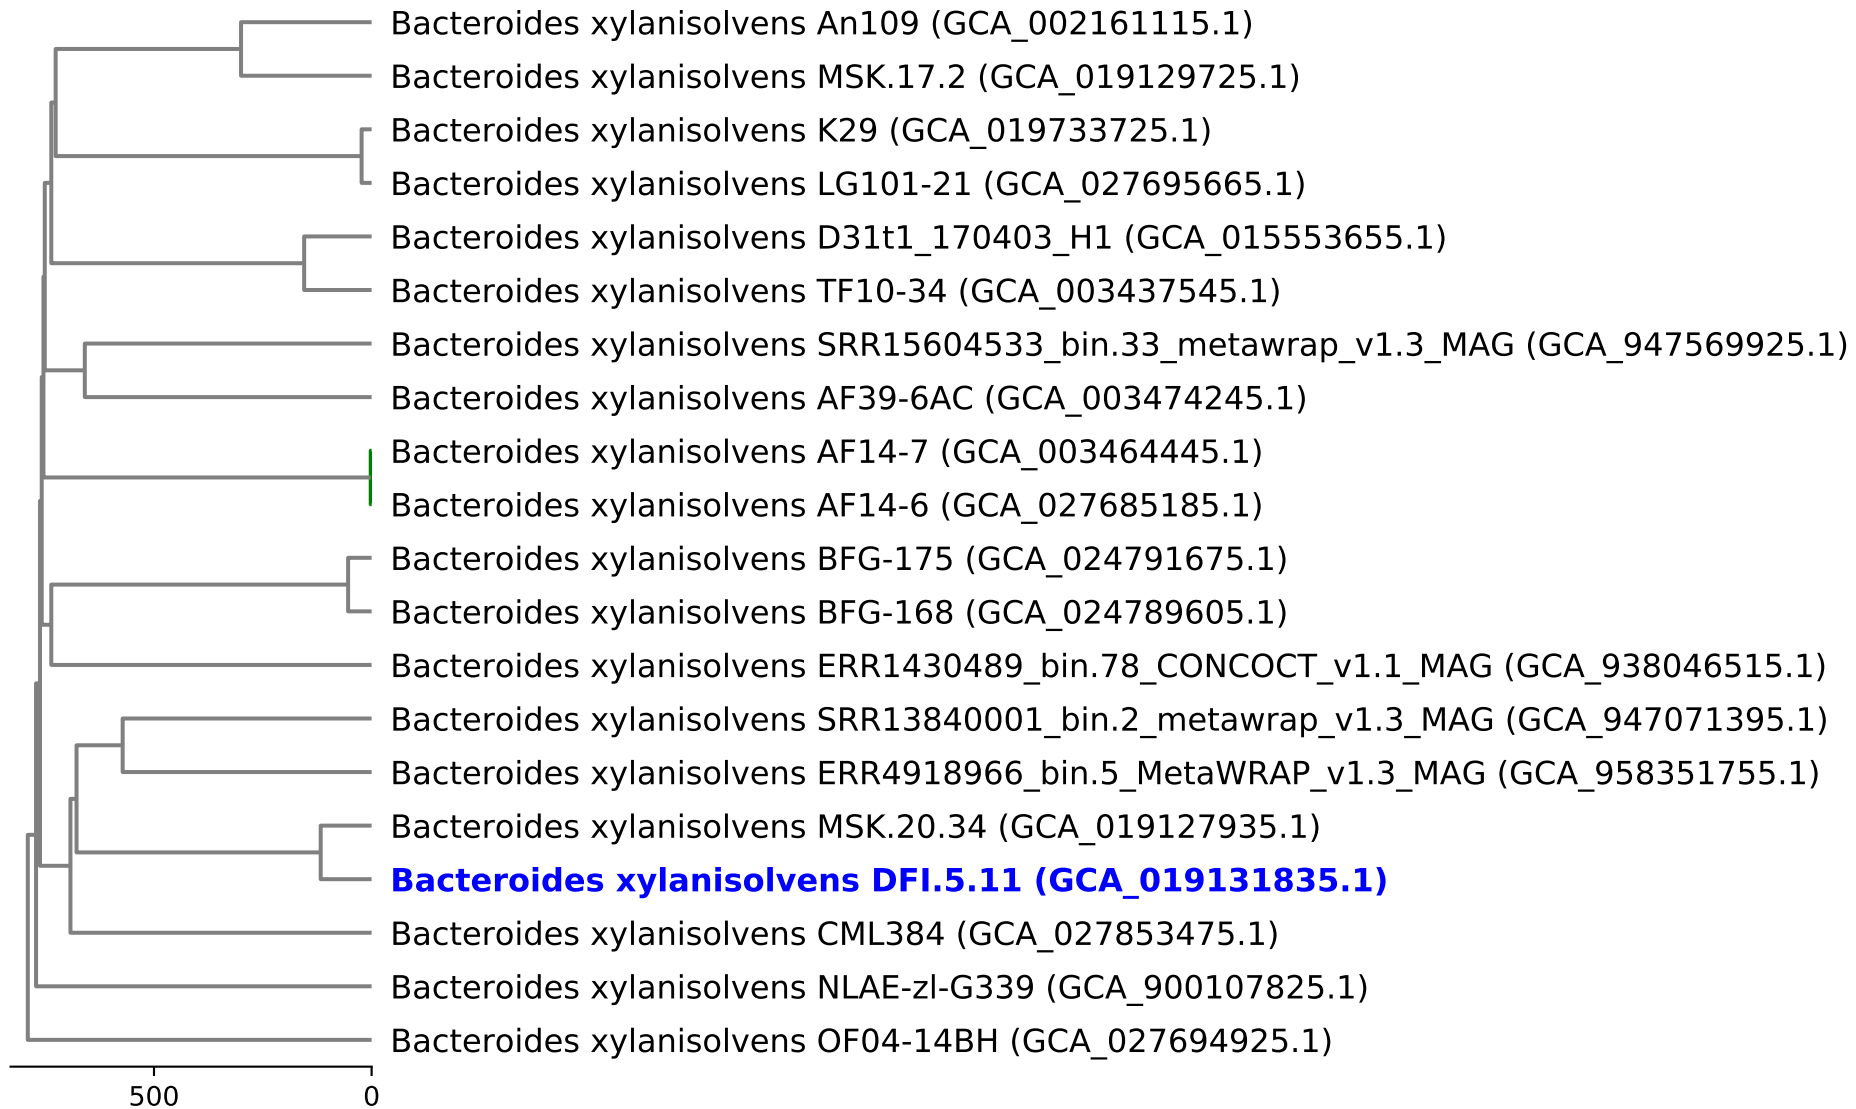 Bacteroides xylanisolvens An109 (GCA_002161115.1)
Bacteroides xylanisolvens MSK.17.2 (GCA_019129725.1)
Bacteroides xylanisolvens K29 (GCA_019733725.1)
Bacteroides xylanisolvens LG101-21 (GCA_027695665.1)
Bacteroides xylanisolvens D31t1_170403_H1 (GCA_015553655.1)
Bacteroides xylanisolvens TF10-34 (GCA_003437545.1)
Bacteroides xylanisolvens SRR15604533_bin.33_metawrap_v1.3_MAG (GCA_947569925.1)
Bacteroides xylanisolvens AF39-6AC (GCA_003474245.1)
Bacteroides xylanisolvens AF14-7 (GCA_003464445.1)
Bacteroides xylanisolvens AF14-6 (GCA_027685185.1)
Bacteroides xylanisolvens BFG-175 (GCA_024791675.1)
Bacteroides xylanisolvens BFG-168 (GCA_024789605.1)
Bacteroides xylanisolvens ERR1430489_bin.78_CONCOCT_v1.1_MAG (GCA_938046515.1)
Bacteroides xylanisolvens SRR13840001_bin.2_metawrap_v1.3_MAG (GCA_947071395.1)
Bacteroides xylanisolvens ERR4918966_bin.5_MetaWRAP_v1.3_MAG (GCA_958351755.1)
Bacteroides xylanisolvens MSK.20.34 (GCA_019127935.1)
Bacteroides xylanisolvens DFI.5.11 (GCA_019131835.1)
Bacteroides xylanisolvens CML384 (GCA_027853475.1)
Bacteroides xylanisolvens NLAE-zl-G339 (GCA_900107825.1)
Bacteroides xylanisolvens OF04-14BH (GCA_027694925.1)
500 0